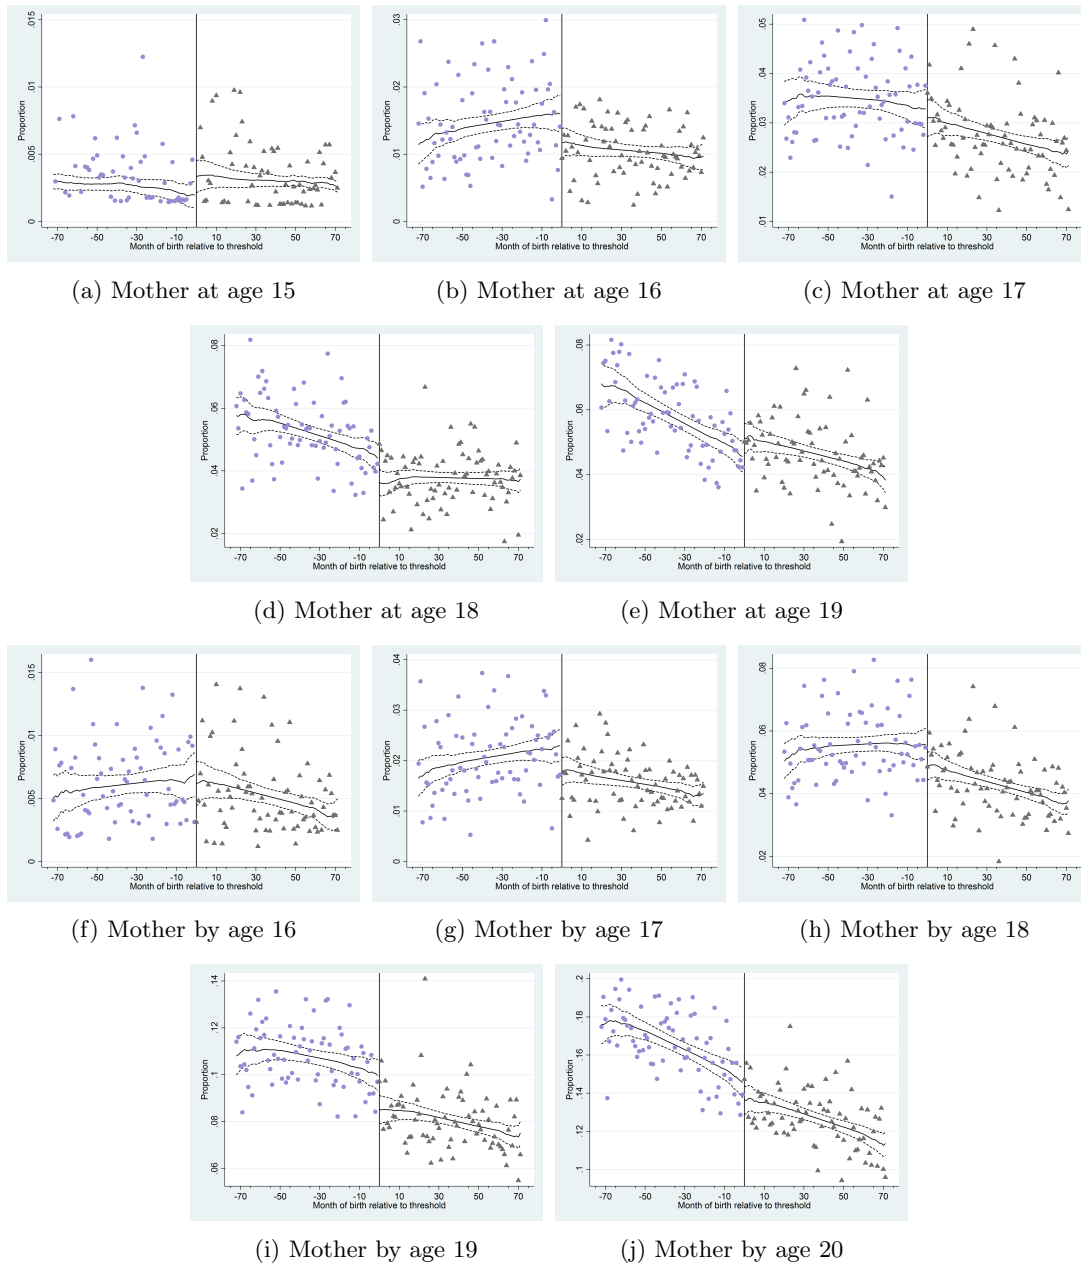 Proportion
.015
.01
.005
0
-70 -50 -30 -10 10 30 50 70
Month of birth relative to threshold
(a) Mother at age 15
Proportion
.03
.02
.01
0
-70 -50 -30 -10 10 30 50 70
Month of birth relative to threshold
(b) Mother at age 16
Proportion
.05
.04
.03
.02
.01
-70 -50 -30 -10 10 30 50 70
Month of birth relative to threshold
(c) Mother at age 17
Proportion
.08
.06
.04
.02
-70 -50 -30 -10 10 30 50 70
Month of birth relative to threshold
(d) Mother at age 18
Proportion
.08
.06
.04
.02
-70 -50 -30 -10 10 30 50 70
Month of birth relative to threshold
(e) Mother at age 19
Proportion
.015
.01
.005
0
-70 -50 -30 -10 10 30 50 70
Month of birth relative to threshold
(f) Mother by age 16
Proportion
.04
.03
.02
.01
0
-70 -50 -30 -10 10 30 50 70
Month of birth relative to threshold
(g) Mother by age 17
Proportion
.08
.06
.04
.02
-70 -50 -30 -10 10 30 50 70
Month of birth relative to threshold
(h) Mother by age 18
Proportion
.14
.12
.1
.08
.06
-70 -50 -30 -10 10 30 50 70
Month of birth relative to threshold
(i) Mother by age 19
Proportion
.2
.18
.16
.14
.12
.1
-70 -50 -30 -10 10 30 50 70
Month of birth relative to threshold
(j) Mother by age 20